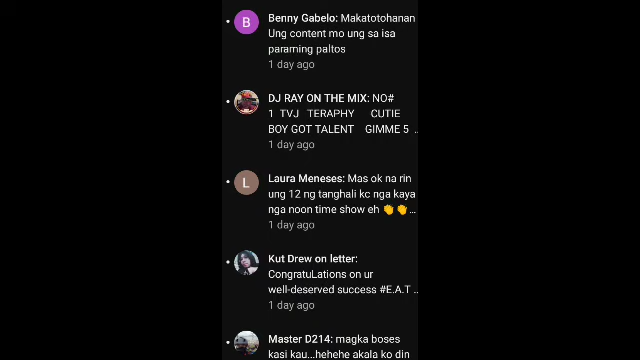 B
Benny Gabelo: Makatotohanan
Ung content mo ung sa isa
paraming paltos
1 day ago
DJ RAY ON THE MIX: NO#
1 TVJ TERAPHY CUTIE
BOY GOT TALENT GIMME 5 ..
1 day ago
L
Laura Meneses: Mas ok na rin
ung 12 ng tanghali kc nga kaya
nga noon time show eh 👏👏...
1 day ago
Kut Drew on letter:
CongratuLations on ur
well-deserved success #E.A.T ..
1 day ago
Master D214: magka boses
kasi kau...hehehe akala ko din